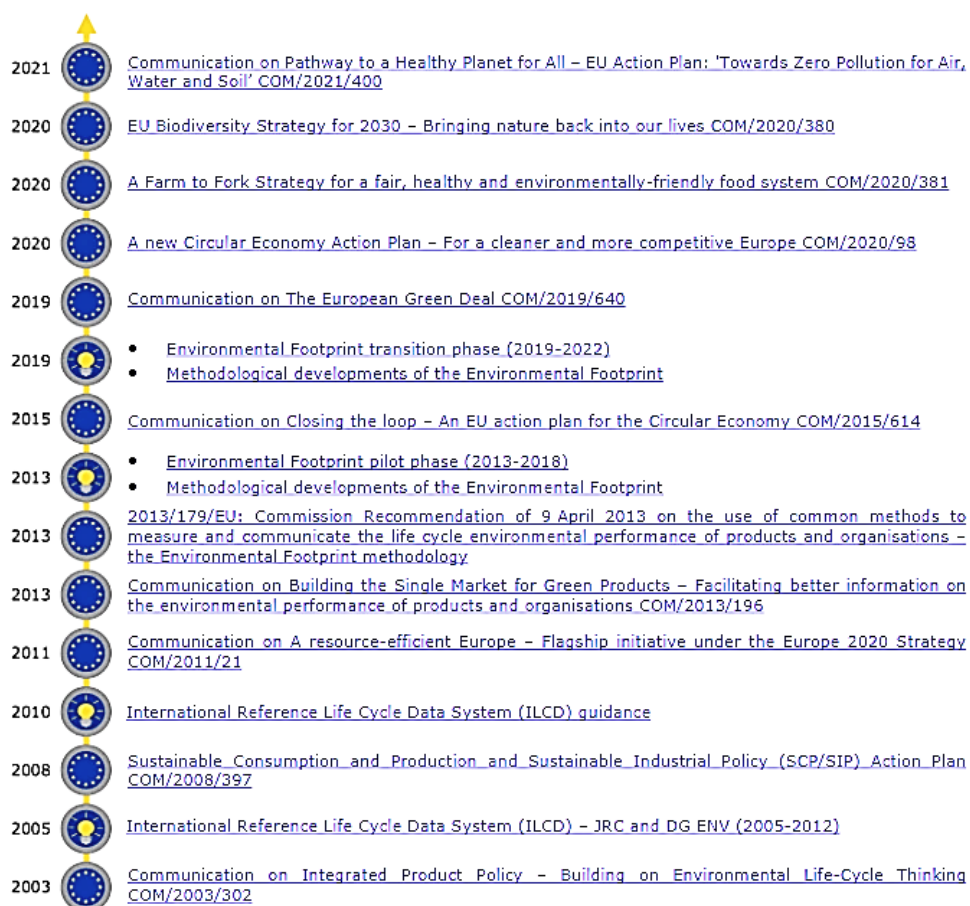 2021
Communication on Pathway to a Healthy Planet for All – EU Action Plan: 'Towards Zero Pollution for Air,
Water and Soil’ COM/2021/400
2020
EU Biodiversity Strategy for 2030 – Bringing nature back into our lives COM/2020/380
2020
A Farm to Fork Strategy for a fair, healthy and environmentally-friendly food system COM/2020/381
2020
A new Circular Economy Action Plan – For a cleaner and more competitive Europe COM/2020/98
2019
Communication on The European Green Deal COM/2019/640
2019
• Environmental Footprint transition phase (2019-2022)
• Methodological developments of the Environmental Footprint
2015
Communication on Closing the loop – An EU action plan for the Circular Economy COM/2015/614
2013
• Environmental Footprint pilot phase (2013-2018)
• Methodological developments of the Environmental Footprint
2013
2013/179/EU: Commission Recommendation of 9 April 2013 on the use of common methods to
measure and communicate the life cycle environmental performance of products and organisations –
the Environmental Footprint methodology
2013
Communication on Building the Single Market for Green Products – Facilitating better information on
the environmental performance of products and organisations COM/2013/196
2011
Communication on A resource-efficient Europe – Flagship initiative under the Europe 2020 Strategy
COM/2011/21
2010
International Reference Life Cycle Data System (ILCD) guidance
2008
Sustainable Consumption and Production and Sustainable Industrial Policy (SCP/SIP) Action Plan
COM/2008/397
2005
International Reference Life Cycle Data System (ILCD) – JRC and DG ENV (2005-2012)
2003
Communication on Integrated Product Policy – Building on Environmental Life-Cycle Thinking
COM/2003/302